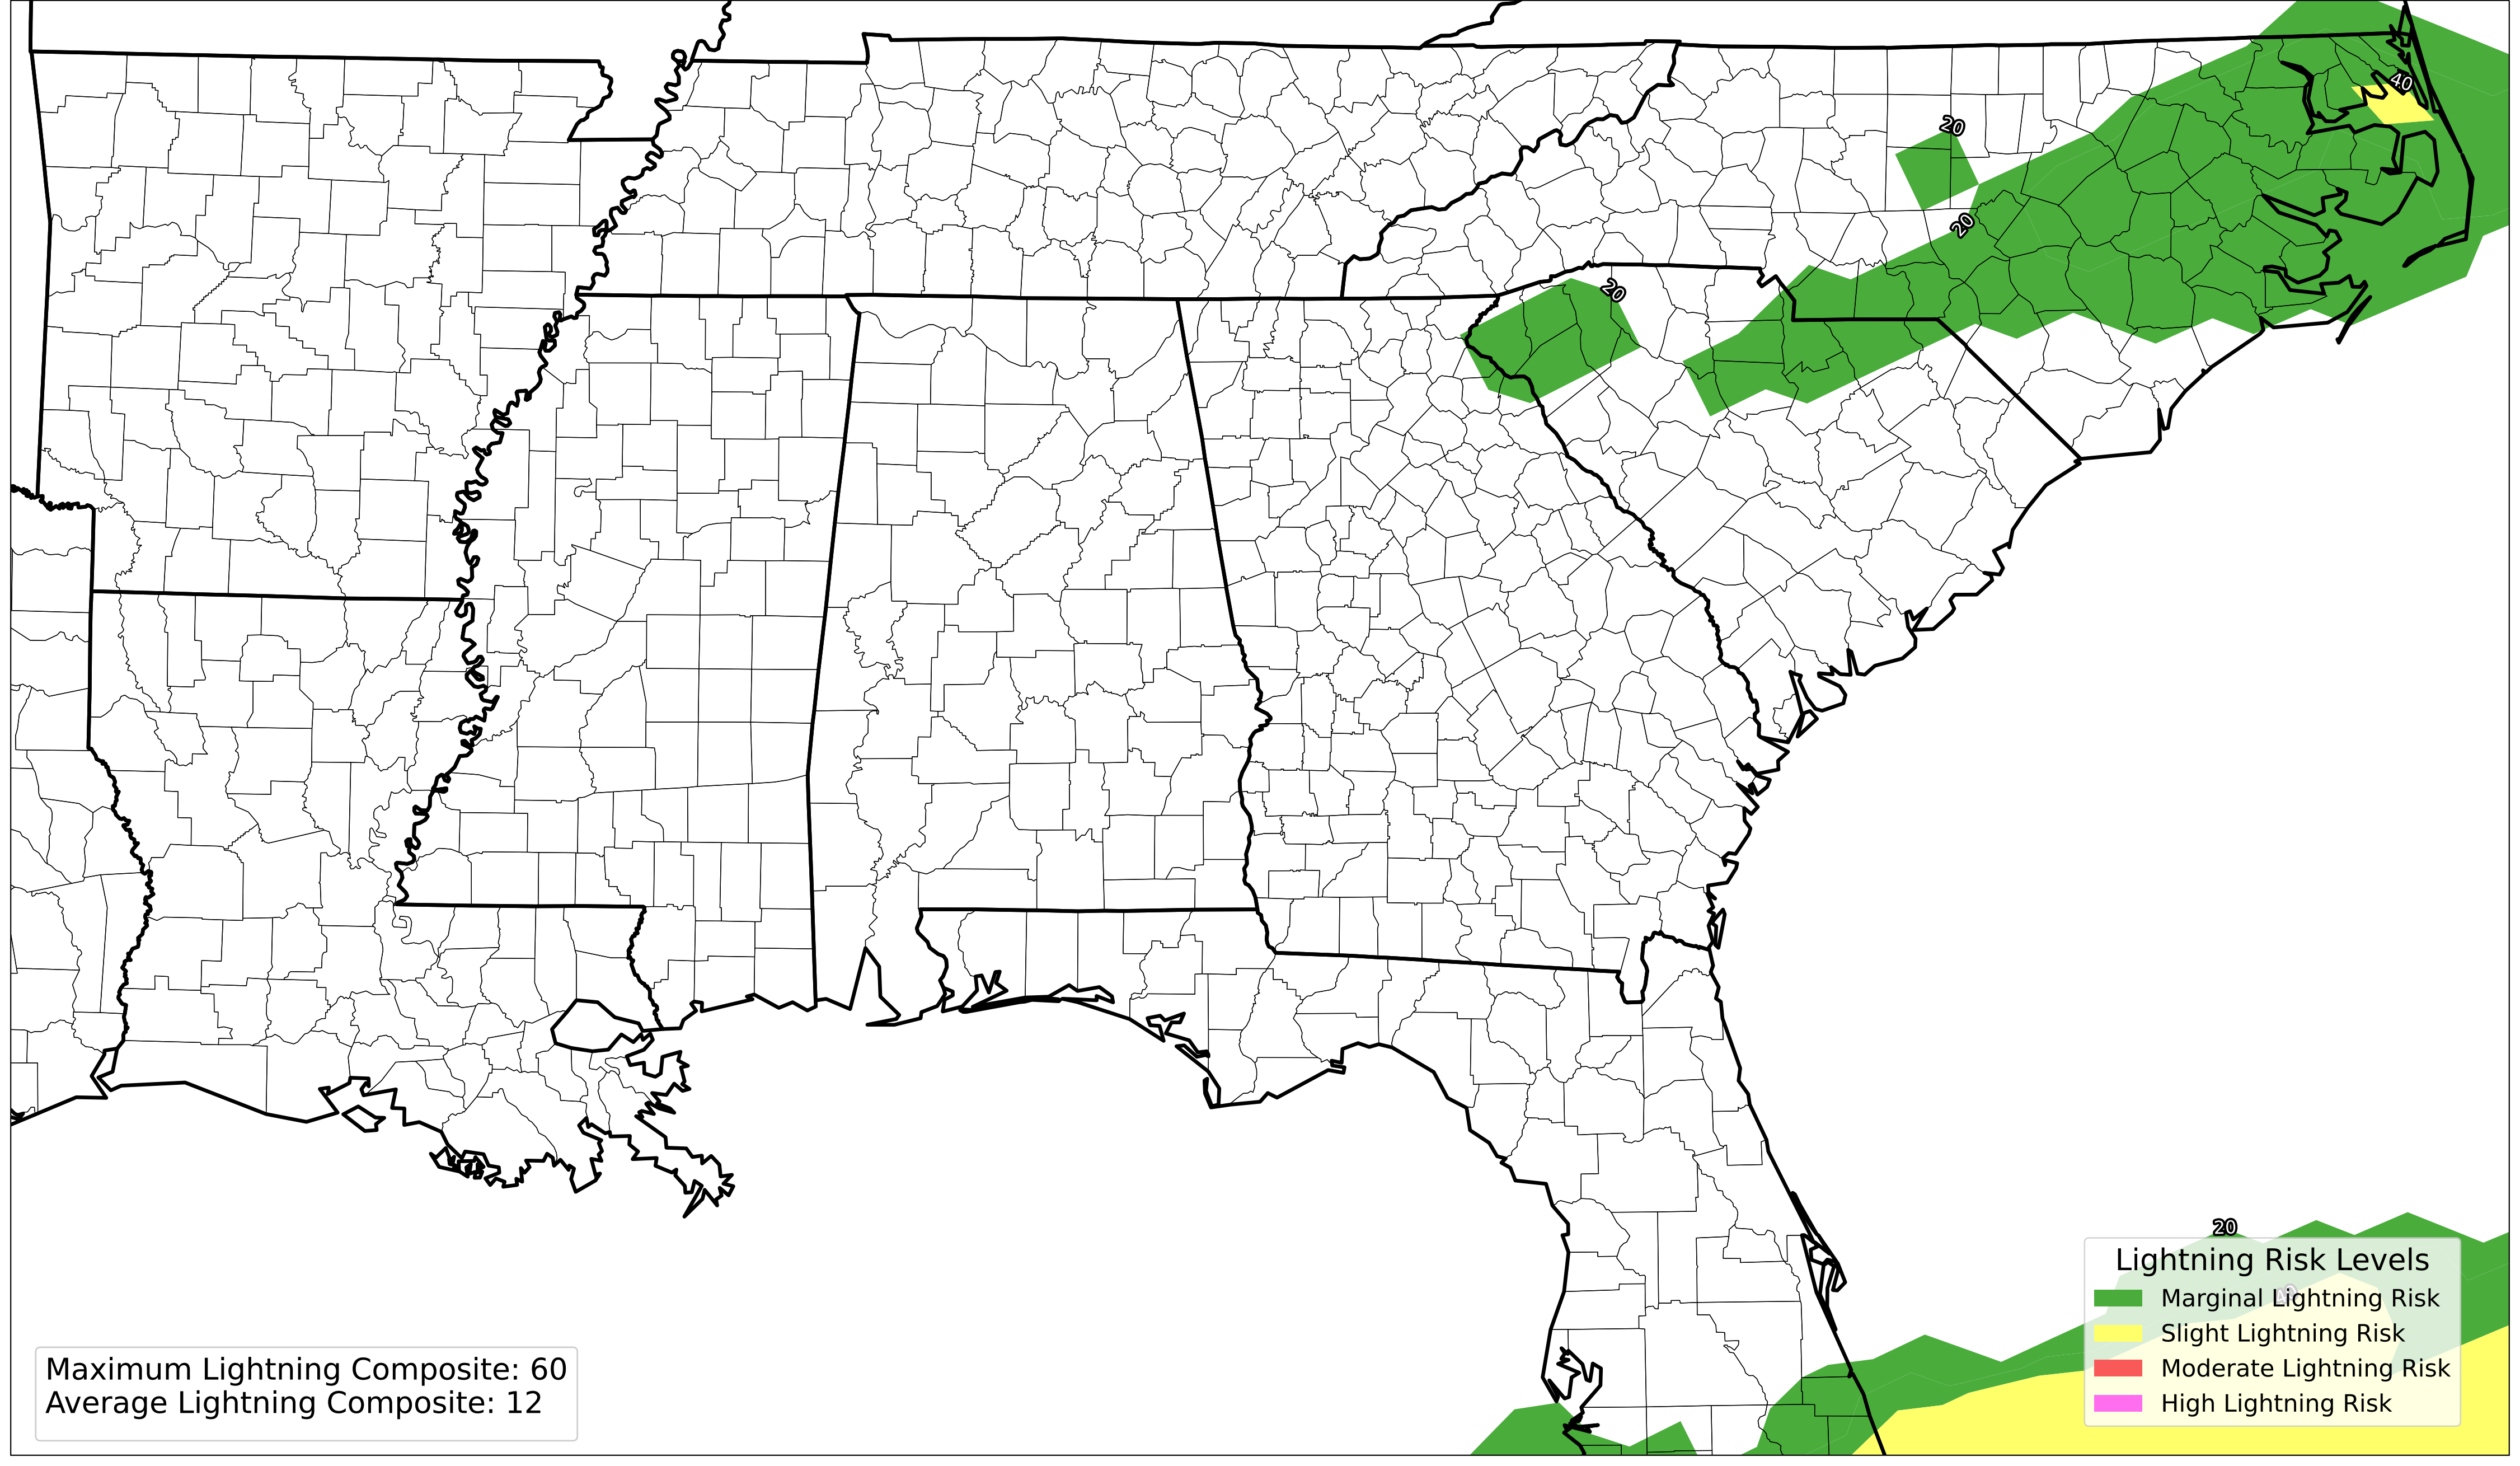 40
20
20
20
20
Lightning Risk Levels
40
Marginal Lightning Risk
Slight Lightning Risk
Moderate Lightning Risk
High Lightning Risk
Maximum Lightning Composite: 60
Average Lightning Composite: 12